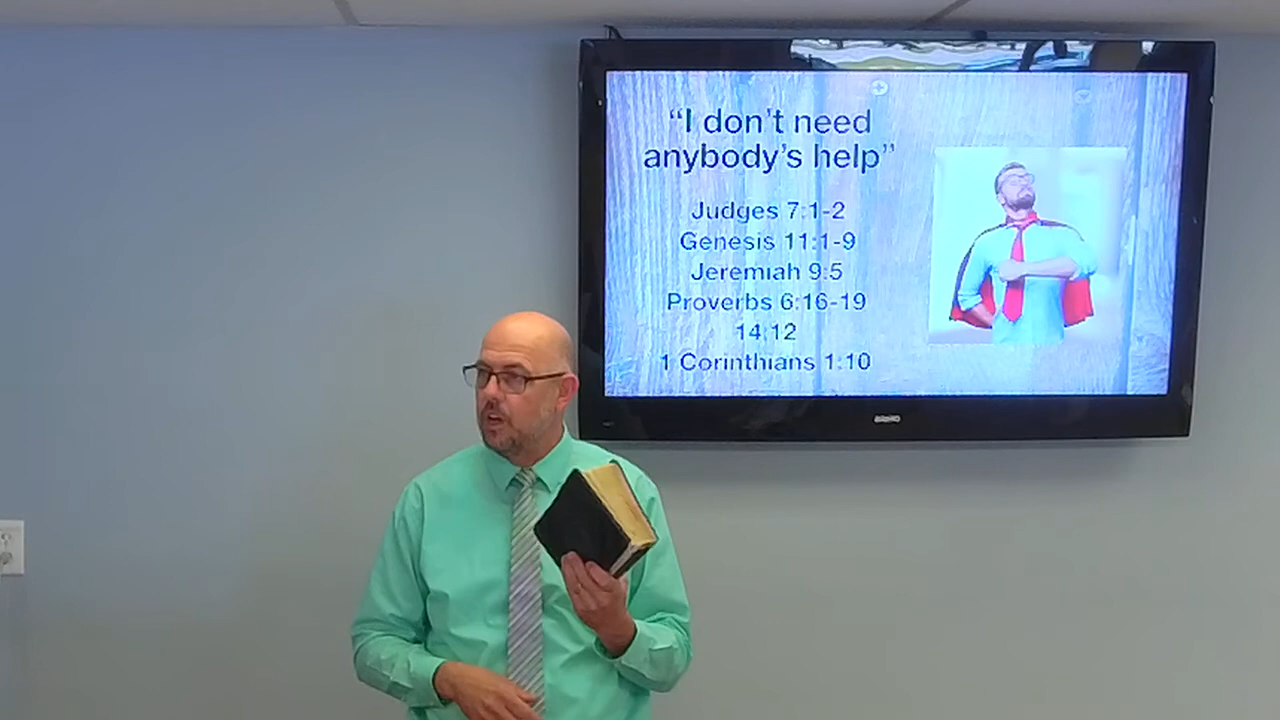 “I don't need
anybody's help”
Judges 7:1-2
Genesis 11:1-9
Jeremiah 9:5
Proverbs 6:16-19
14:12
1 Corinthians 1:10